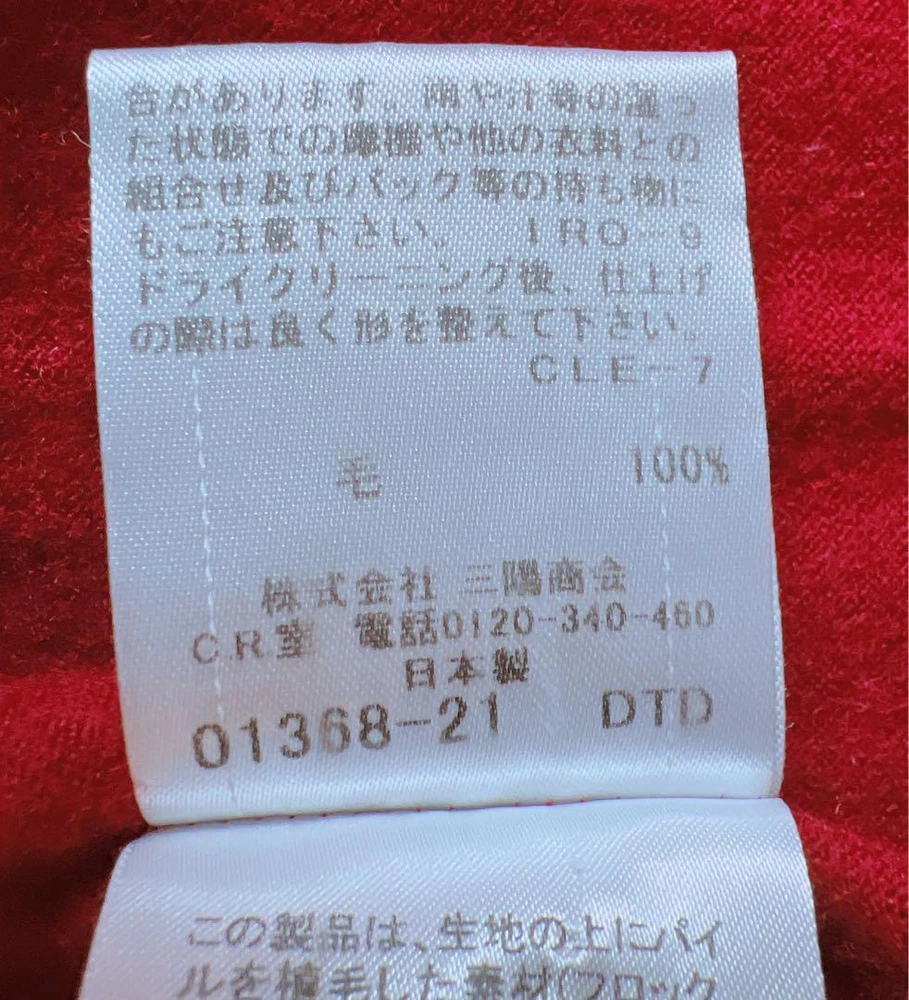 合があります。雨や汗等の湿っ
た状態での摩擦や他の衣料との
組合せ及びバック等の持ち物に
もご注意下さい。 IRO-9
ドライクリーニング後、仕上げ
の際は良く形を整えて下さい。
CLE-7
毛 100%
株式会社 三陽商会
CR室 電話0120-340-460
日本製
01368-21 DTD
この製品は、生地の上にパイ
ルを植毛した素材(フロック